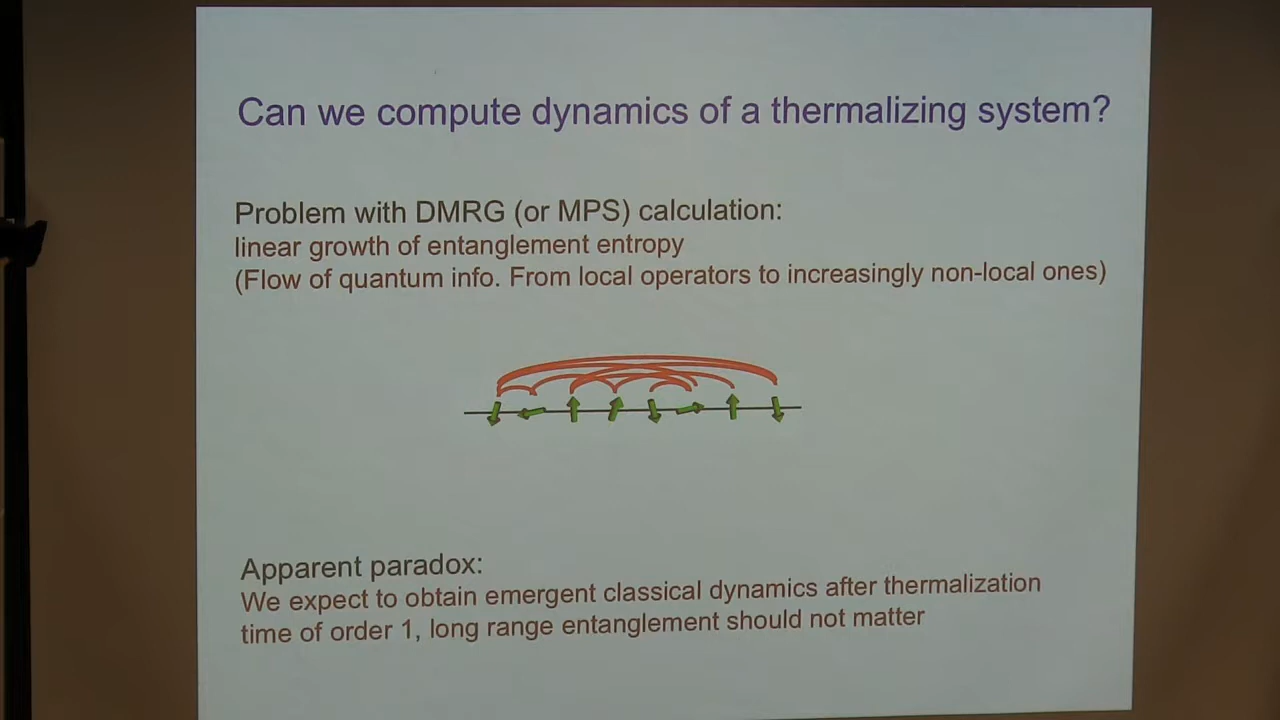 Can we compute dynamics of a thermalizing system?
Problem with DMRG (or MPS) calculation:
linear growth of entanglement entropy
(Flow of quantum info. From local operators to increasingly non-local ones)
Apparent paradox:
We expect to obtain emergent classical dynamics after thermalization
time of order 1, long range entanglement should not matter